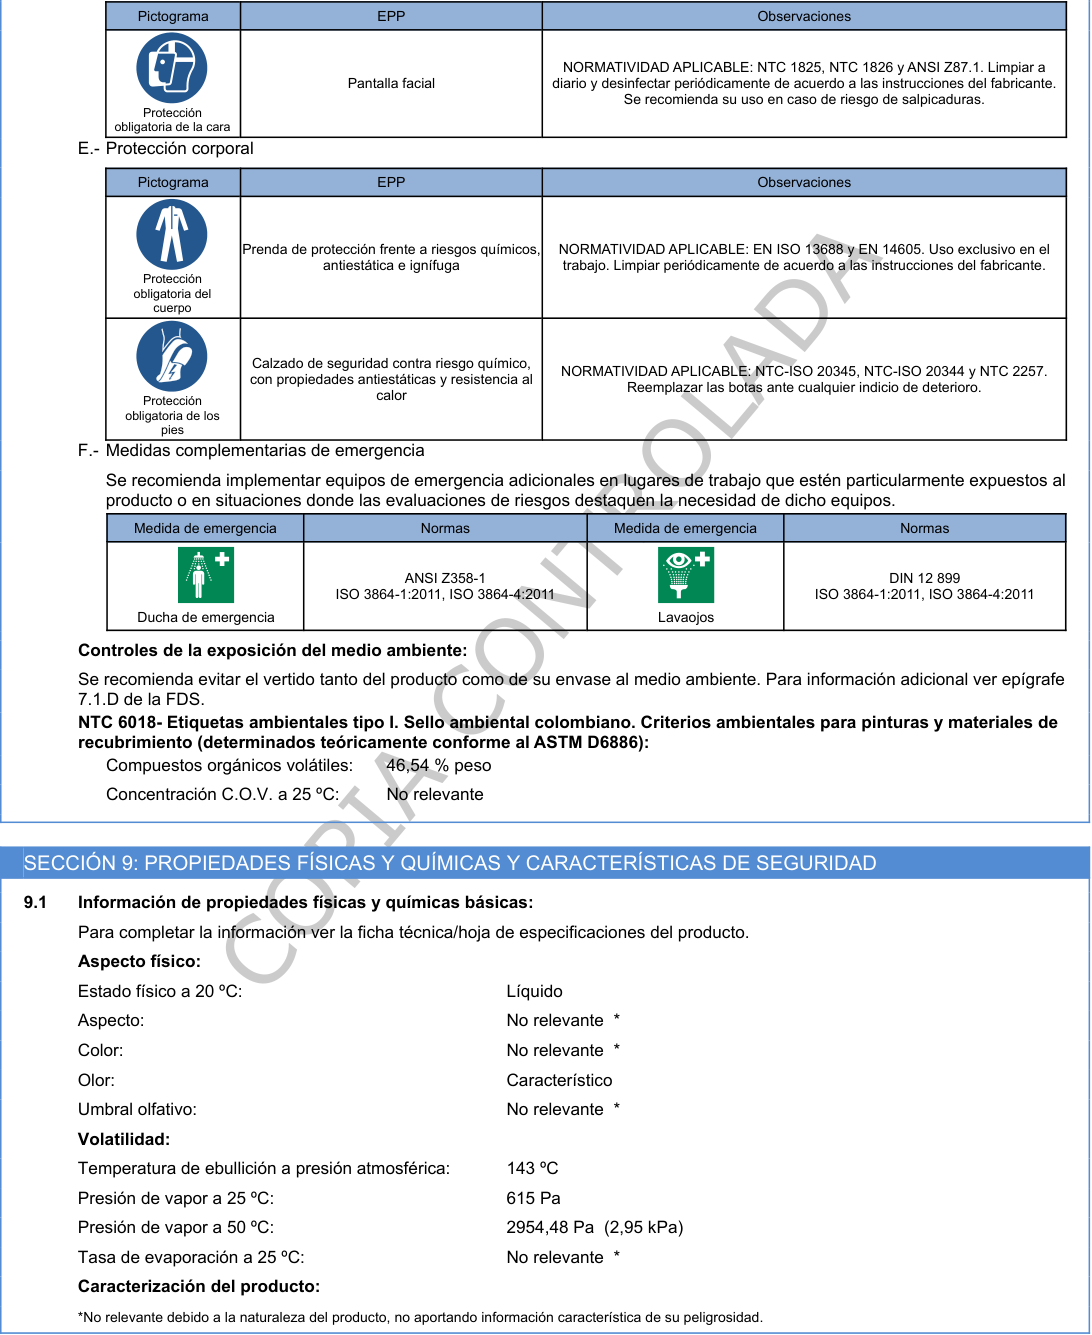 Pictograma EPP Observaciones
Protección
obligatoria de la cara
Pantalla facial
NORMATIVIDAD APLICABLE: NTC 1825, NTC 1826 y ANSI Z87.1. Limpiar a
diario y desinfectar periódicamente de acuerdo a las instrucciones del fabricante.
Se recomienda su uso en caso de riesgo de salpicaduras.
E.- Protección corporal
Pictograma EPP Observaciones
Protección
obligatoria del
cuerpo
Prenda de protección frente a riesgos químicos,
antiestática e ignífuga
NORMATIVIDAD APLICABLE: EN ISO 13688 y EN 14605. Uso exclusivo en el
trabajo. Limpiar periódicamente de acuerdo a las instrucciones del fabricante.
Protección
obligatoria de los
pies
Calzado de seguridad contra riesgo químico,
con propiedades antiestáticas y resistencia al
calor
NORMATIVIDAD APLICABLE: NTC-ISO 20345, NTC-ISO 20344 y NTC 2257.
Reemplazar las botas ante cualquier indicio de deterioro.
F.- Medidas complementarias de emergencia
Se recomienda implementar equipos de emergencia adicionales en lugares de trabajo que estén particularmente expuestos al
producto o en situaciones donde las evaluaciones de riesgos destaquen la necesidad de dicho equipos.
Medida de emergencia Normas Medida de emergencia Normas
Ducha de emergencia
ANSI Z358-1
ISO 3864-1:2011, ISO 3864-4:2011
Lavaojos
DIN 12 899
ISO 3864-1:2011, ISO 3864-4:2011
Controles de la exposición del medio ambiente:
Se recomienda evitar el vertido tanto del producto como de su envase al medio ambiente. Para información adicional ver epígrafe
7.1.D de la FDS.
NTC 6018- Etiquetas ambientales tipo I. Sello ambiental colombiano. Criterios ambientales para pinturas y materiales de
recubrimiento (determinados teóricamente conforme al ASTM D6886):
Compuestos orgánicos volátiles: 46,54 % peso
Concentración C.O.V. a 25 ºC: No relevante
COPIA CONTROLADA
SECCIÓN 9: PROPIEDADES FÍSICAS Y QUÍMICAS Y CARACTERÍSTICAS DE SEGURIDAD
9.1 Información de propiedades físicas y químicas básicas:
Para completar la información ver la ficha técnica/hoja de especificaciones del producto.
Aspecto físico:
Estado físico a 20 ºC: Líquido
Aspecto: No relevante *
Color: No relevante *
Olor: Característico
Umbral olfativo: No relevante *
Volatilidad:
Temperatura de ebullición a presión atmosférica: 143 ºC
Presión de vapor a 25 ºC: 615 Pa
Presión de vapor a 50 ºC: 2954,48 Pa (2,95 kPa)
Tasa de evaporación a 25 ºC: No relevante *
Caracterización del producto:
*No relevante debido a la naturaleza del producto, no aportando información característica de su peligrosidad.